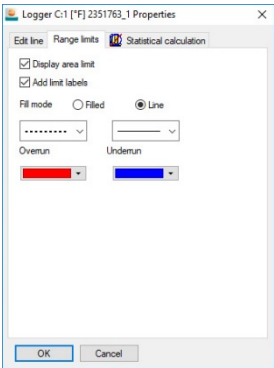 Logger C:1 [°F] 2351763_1 Properties
Edit line Range limits Statistical calculation
Display area limit
Add limit labels
Fill mode Filled Line
Overrun Underrun
OK Cancel